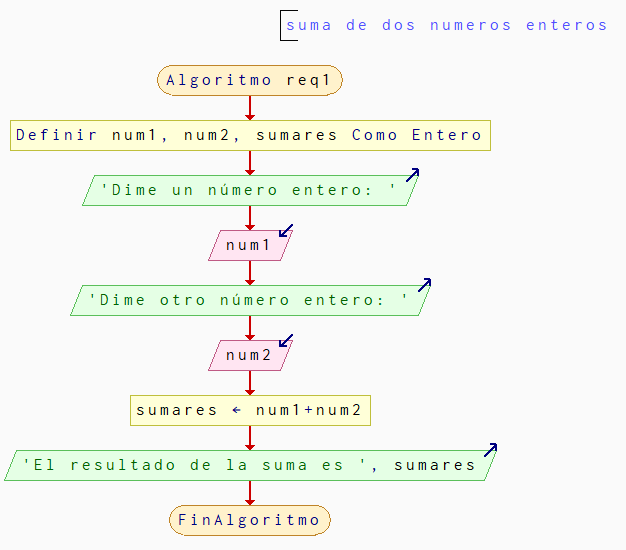 suma de dos numeros enteros
Algoritmo req1
Definir num1, num2, sumares Como Entero
'Dime un número entero: '
num1
'Dime otro número entero: '
num2
sumares ← num1+num2
'El resultado de la suma es ', sumares
FinAlgoritmo